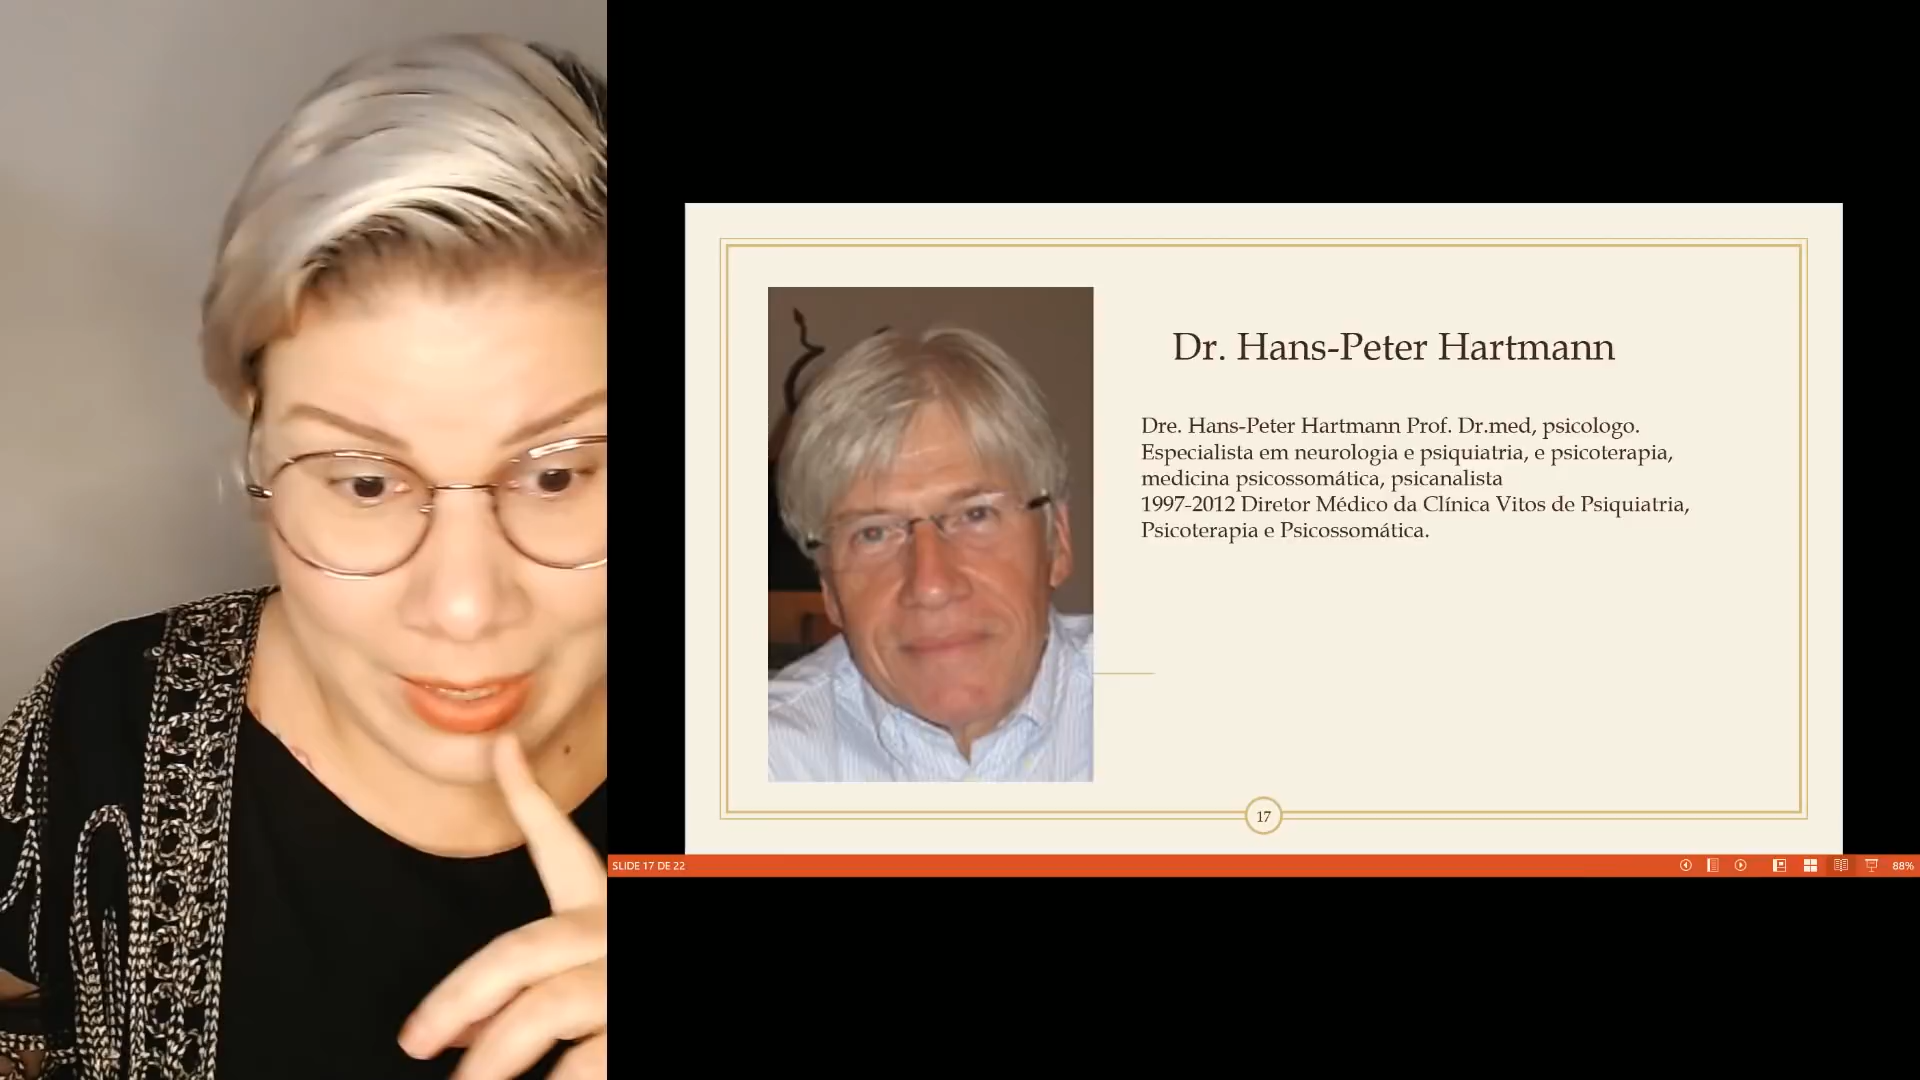 Dr. Hans-Peter Hartmann
Dre. Hans-Peter Hartmann Prof. Dr.med, psicologo.
Especialista em neurologia e psiquiatria, e psicoterapia,
medicina psicossomática, psicanalista
1997-2012 Diretor Médico da Clínica Vitos de Psiquiatria,
Psicoterapia e Psicossomática.
17
SLIDE 17 DE 22
88%